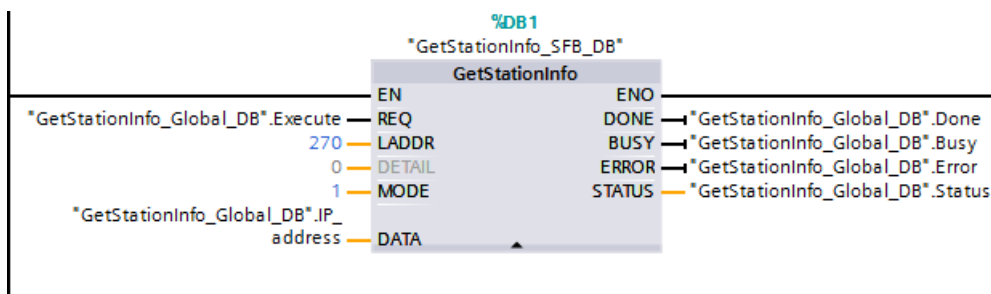 %DB1
"GetStationInfo_SFB_DB"
GetStationInfo
EN ENO
"GetStationInfo_Global_DB".Execute REQ DONE "GetStationInfo_Global_DB".Done
270 LADDR BUSY "GetStationInfo_Global_DB".Busy
0 DETAIL ERROR "GetStationInfo_Global_DB".Error
1 MODE STATUS "GetStationInfo_Global_DB".Status
"GetStationInfo_Global_DB".IP_
address DATA